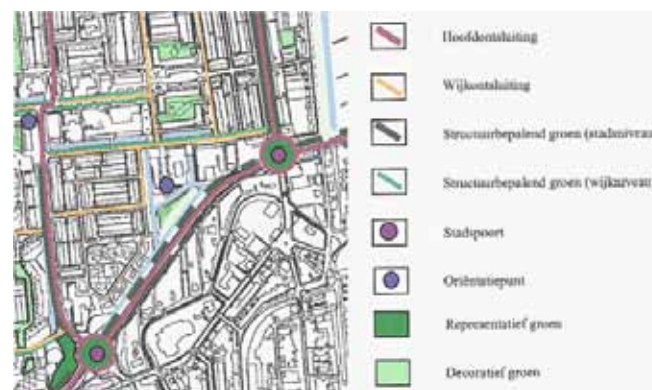 Hoofdontsluiting
Wijkontsluiting
Structuurbepalend groen (stadsniveau
Structuurbepalend groen (wijkniveau)
Stadspoort
Oriëntatiepunt
Representatief groen
Decoratief groen